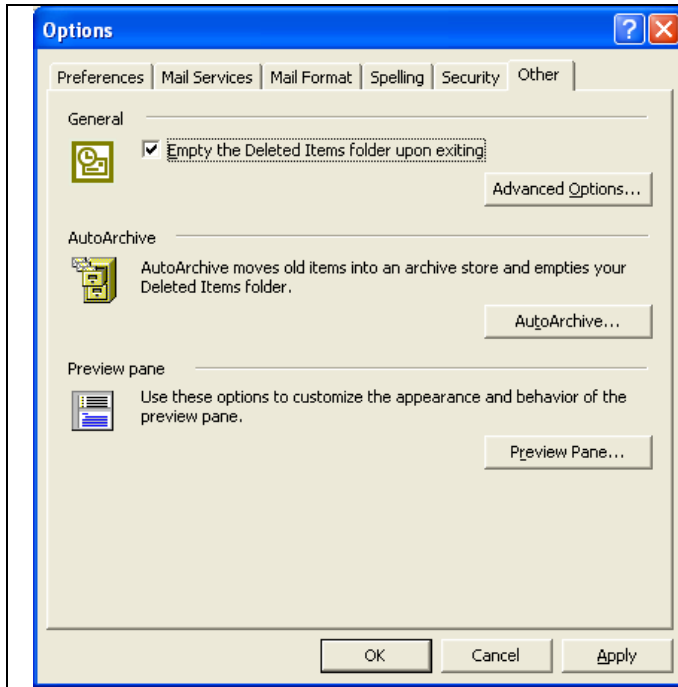 Options
Preferences Mail Services Mail Format Spelling Security Other
General
Empty the Deleted Items folder upon exiting
Advanced Options...
AutoArchive
AutoArchive moves old items into an archive store and empties your
Deleted Items folder.
AutoArchive...
Preview pane
Use these options to customize the appearance and behavior of the
preview pane.
Preview Pane...
OK Cancel Apply